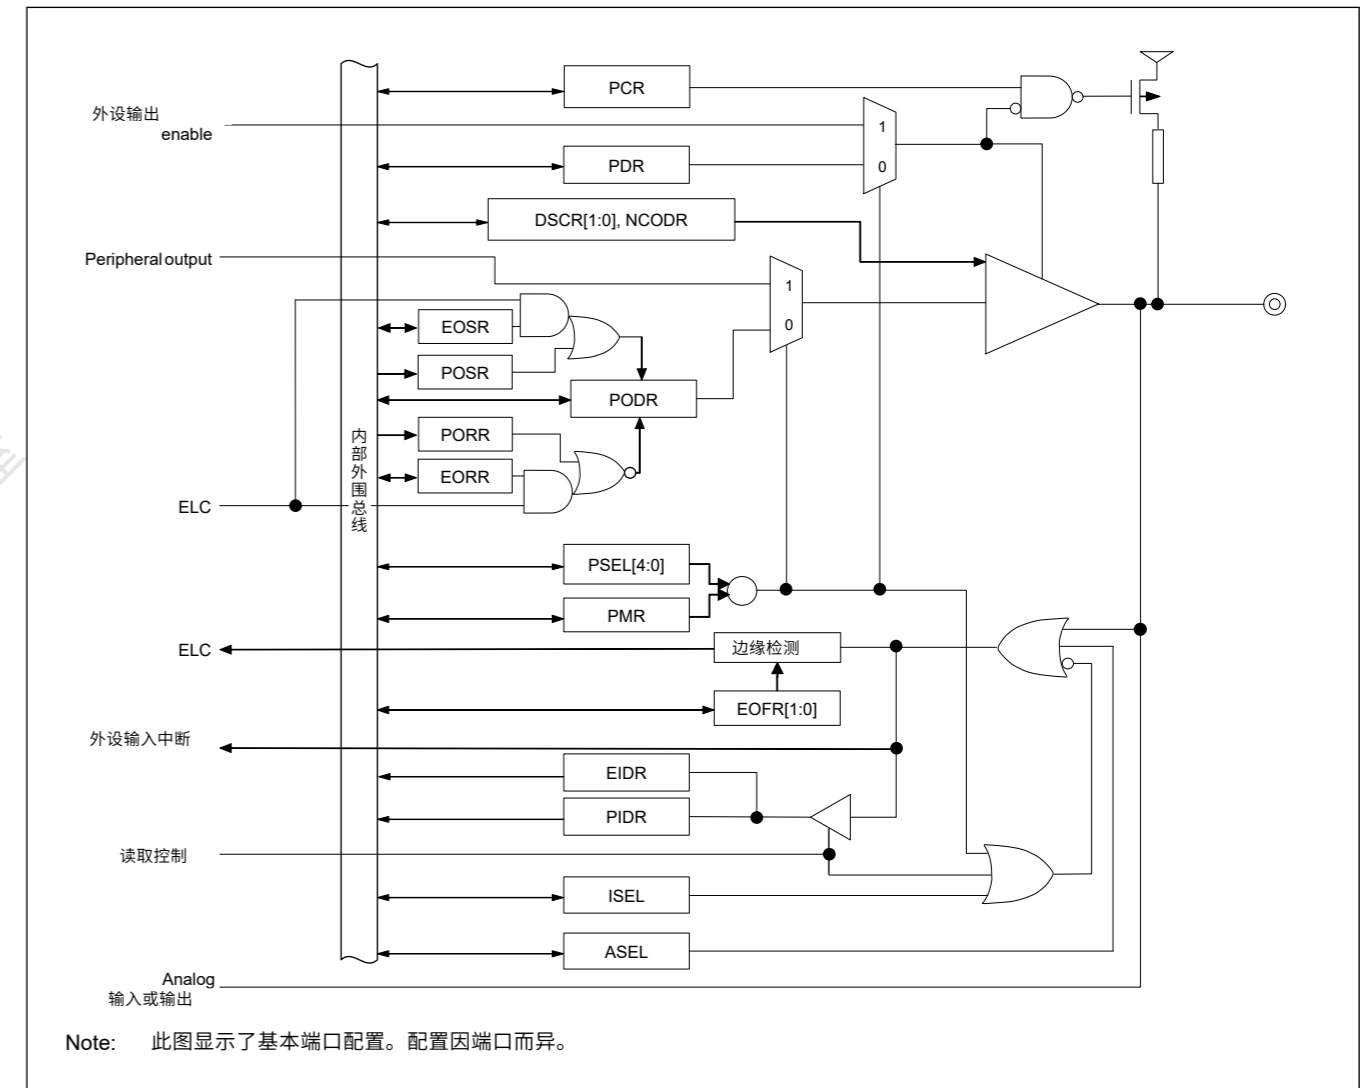 PCR
外设输出
enable
1
PDR
0
DSCR[1:0], NCODR
Peripheral output
1
EOSR
0
POSR
PODR
PORR
内部外围总线
EORR
ELC
PSEL[4:0]
PMR
ELC
边缘检测
EOFR[1:0]
外设输入中断
EIDR
PIDR
读取控制
ISEL
ASEL
Analog
输入或输出
Note: 此图显示了基本端口配置。配置因端口而异。